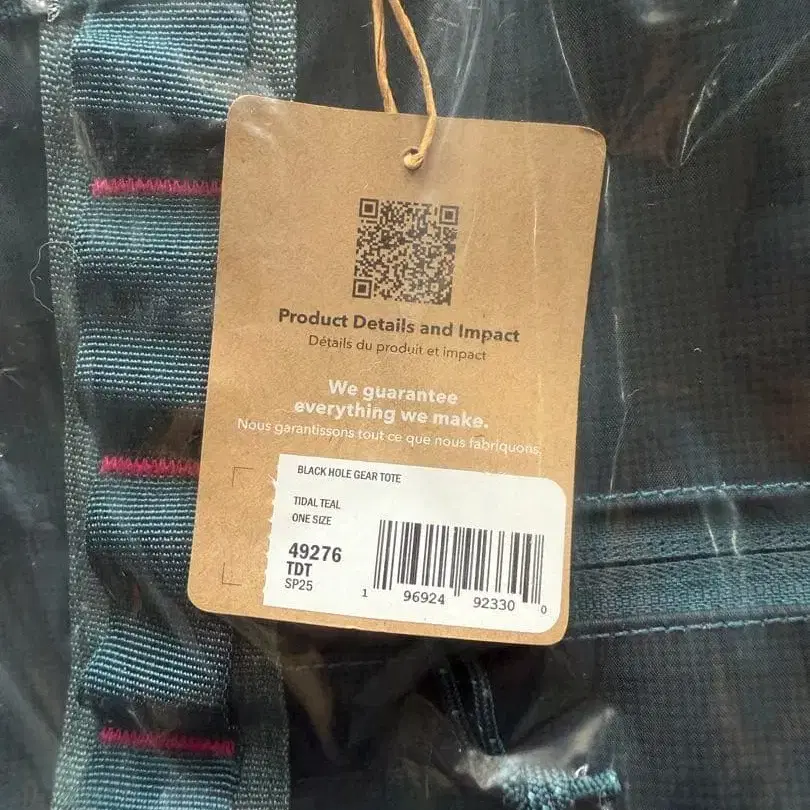 Product Details and Impact
Détails du produit et impact
We guarantee
everything we make.
Nous garantissons tout ce que nous fabriquons.
BLACK HOLE GEAR TOTE
TIDAL TEAL
ONE SIZE
49276
TDT
SP25
1 96924 92330 0